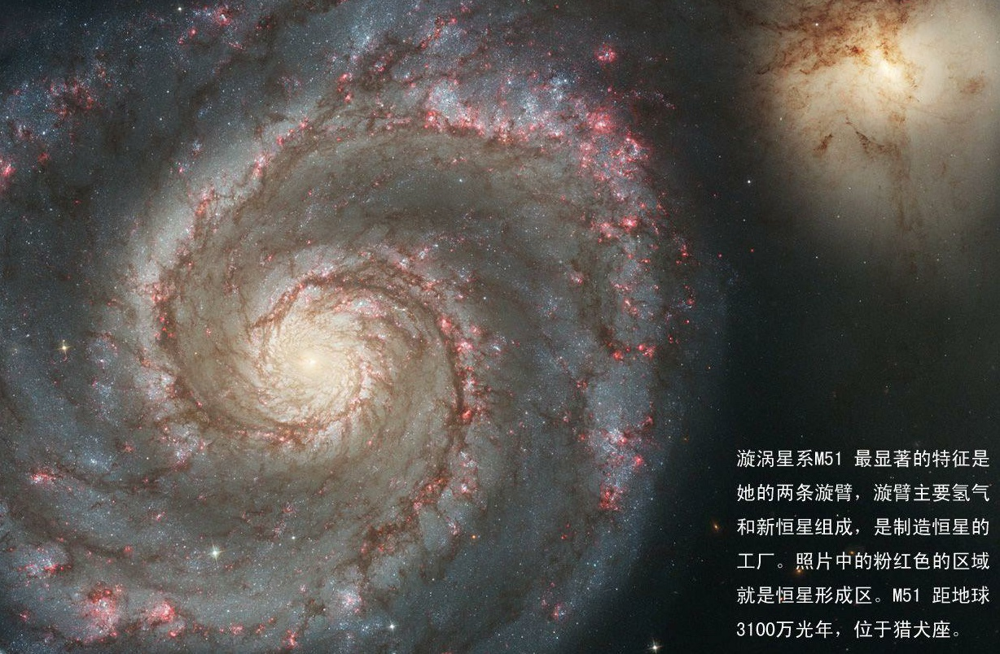 漩涡星系M51 最显著的特征是
她的两条漩臂，漩臂主要氢气
和新恒星组成，是制造恒星的
工厂。照片中的粉红色的区域
就是恒星形成区。M51 距地球
3100万光年，位于猎犬座。